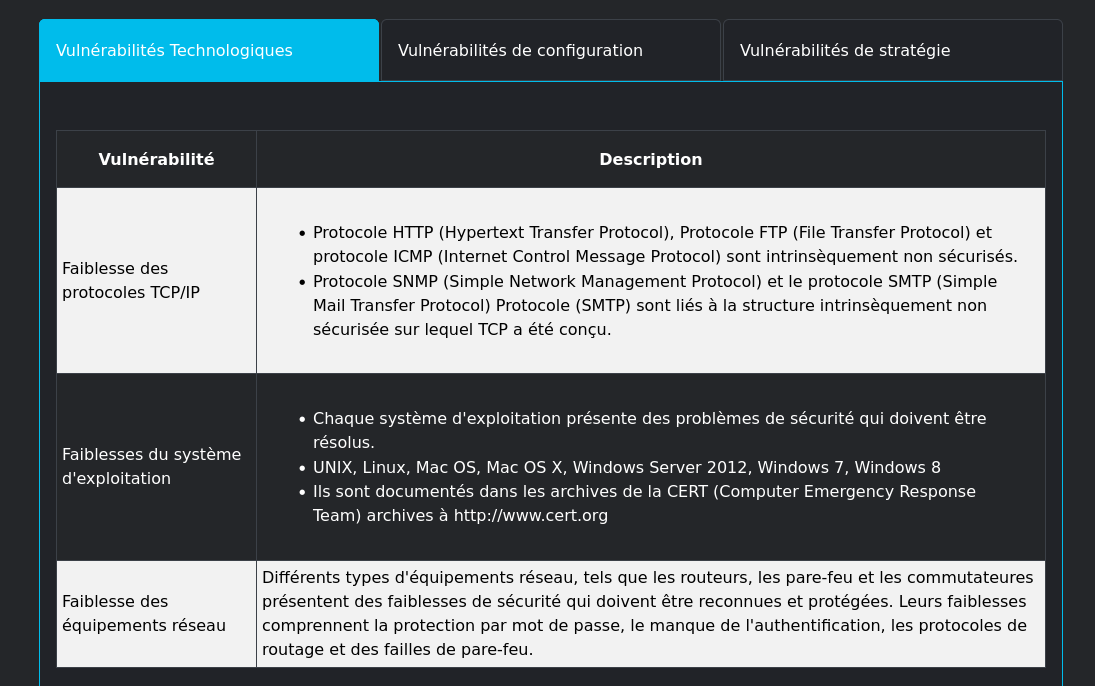 Vulnérabilités Technologiques
Vulnérabilités de configuration
Vulnérabilités de stratégie
Vulnérabilité
Description
Faiblesse des
protocoles TCP/IP
• Protocole HTTP (Hypertext Transfer Protocol), Protocole FTP (File Transfer Protocol) et
protocole ICMP (Internet Control Message Protocol) sont intrinsèquement non sécurisés.
• Protocole SNMP (Simple Network Management Protocol) et le protocole SMTP (Simple
Mail Transfer Protocol) Protocole (SMTP) sont liés à la structure intrinsèquement non
sécurisée sur lequel TCP a été conçu.
Faiblesses du système
d'exploitation
• Chaque système d'exploitation présente des problèmes de sécurité qui doivent être
résolus.
• UNIX, Linux, Mac OS, Mac OS X, Windows Server 2012, Windows 7, Windows 8
• Ils sont documentés dans les archives de la CERT (Computer Emergency Response
Team) archives à http://www.cert.org
Faiblesse des
équipements réseau
Différents types d'équipements réseau, tels que les routeurs, les pare-feu et les commutateures
présentent des faiblesses de sécurité qui doivent être reconnues et protégées. Leurs faiblesses
comprennent la protection par mot de passe, le manque de l'authentification, les protocoles de
routage et des failles de pare-feu.